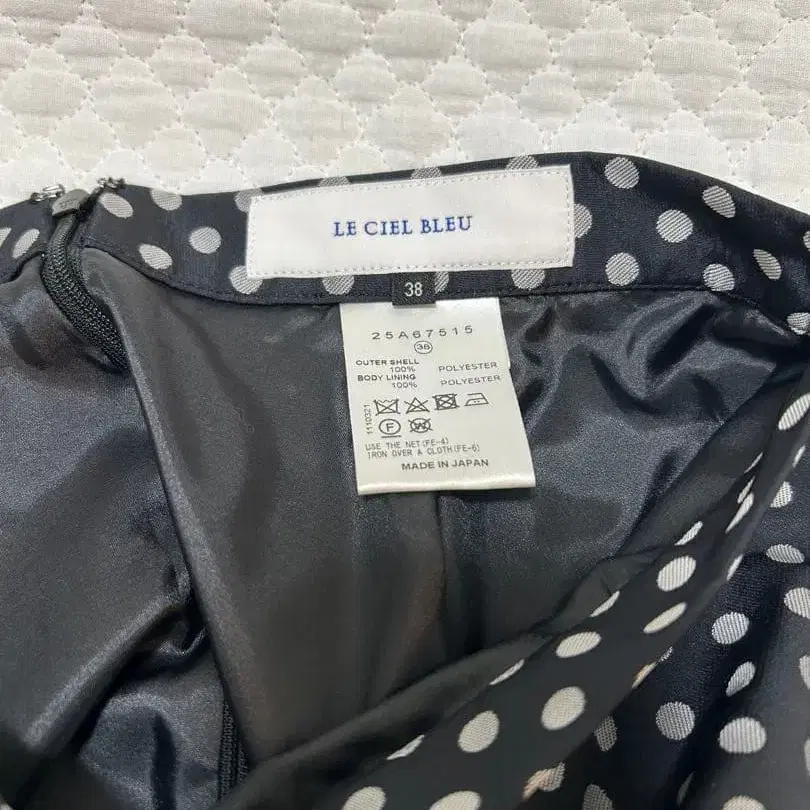 LE CIEL BLEU
38
25A67515
38
OUTER SHELL
100% POLYESTER
BODY LINING
100% POLYESTER
1110321
F
W
USE THE NET(FE-4)
IRON OVER A CLOTH(FE-6)
MADE IN JAPAN